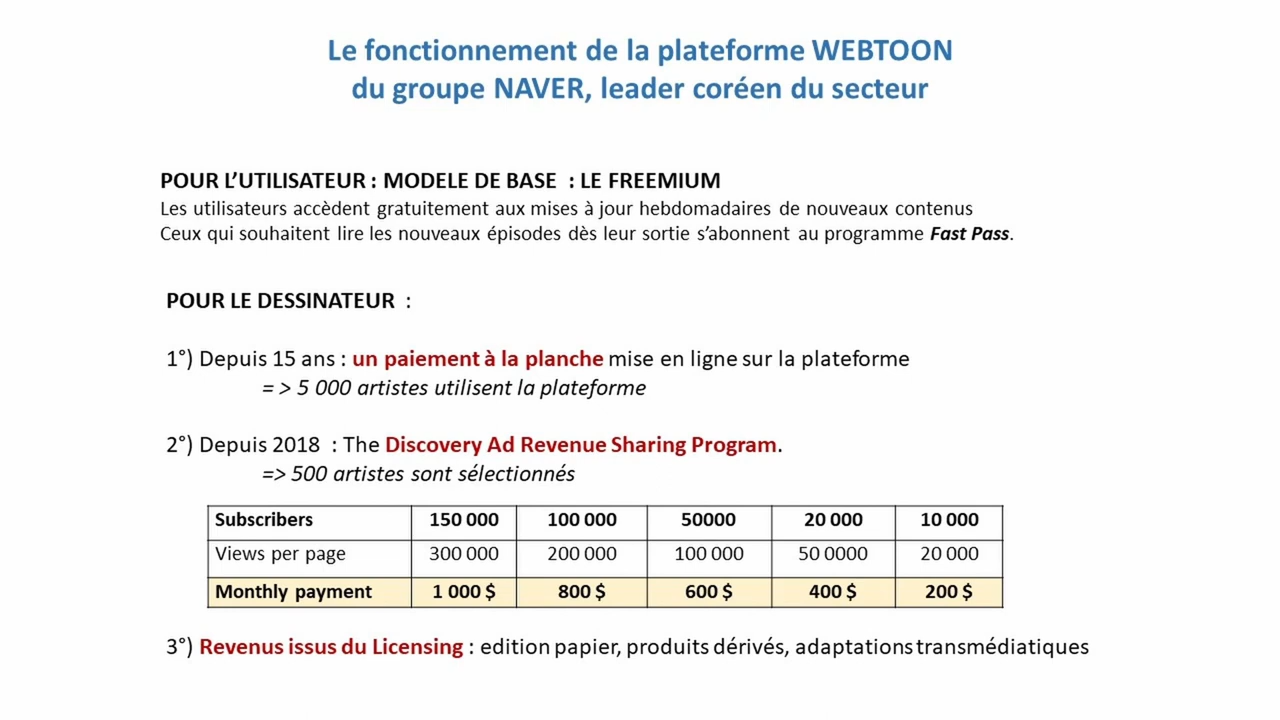 Le fonctionnement de la plateforme WEBTOON
du groupe NAVER, leader coréen du secteur
POUR L’UTILISATEUR : MODELE DE BASE : LE FREEMIUM
Les utilisateurs accèdent gratuitement aux mises à jour hebdomadaires de nouveaux contenus
Ceux qui souhaitent lire les nouveaux épisodes dès leur sortie s’abonnent au programme Fast Pass.
POUR LE DESSINATEUR :
1°) Depuis 15 ans : un paiement à la planche mise en ligne sur la plateforme
= > 5 000 artistes utilisent la plateforme
2°) Depuis 2018 : The Discovery Ad Revenue Sharing Program.
=> 500 artistes sont sélectionnés
Subscribers 150 000 100 000 50000 20 000 10 000
Views per page 300 000 200 000 100 000 50 0000 20 000
Monthly payment 1 000 $ 800 $ 600 $ 400 $ 200 $
3°) Revenus issus du Licensing : edition papier, produits dérivés, adaptations transmédiatiques